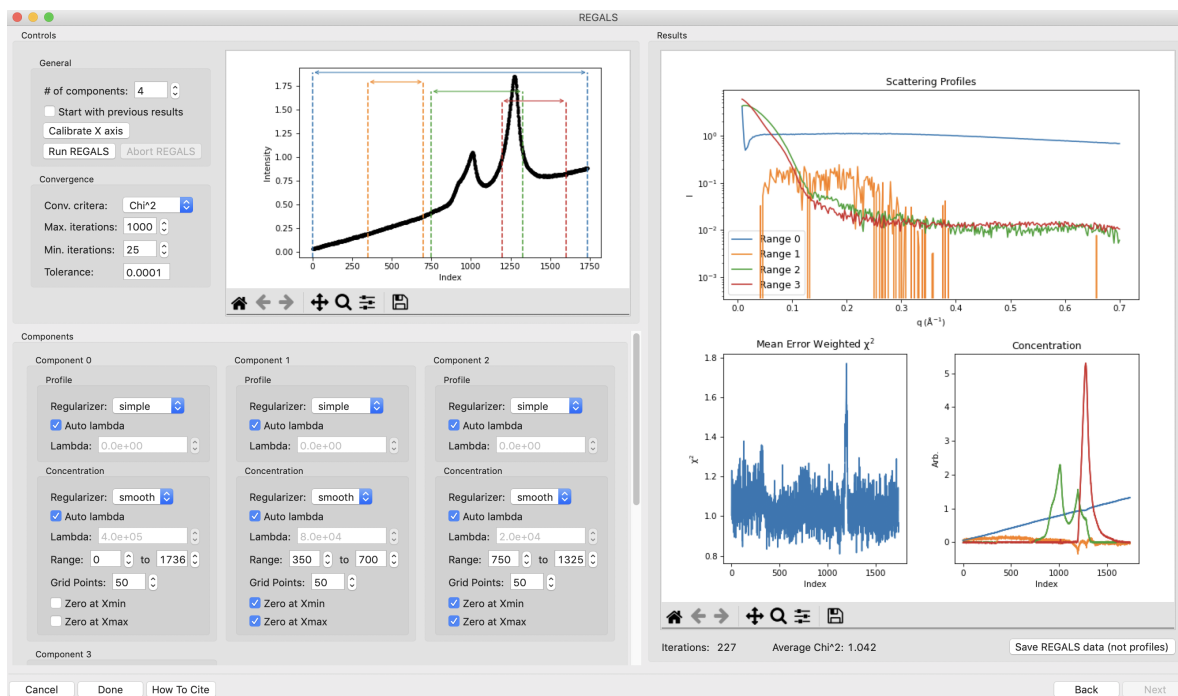 REGALS
Controls
General
# of components: 4
Start with previous results
Calibrate X axis
Run REGALS Abort REGALS
Convergence
Conv. critera: Chi^2
Max. iterations: 1000
Min. iterations: 25
Tolerance: 0.0001
Intensity
1.75
1.50
1.25
1.00
0.75
0.50
0.25
0.00
0 250 500 750 1000 1250 1500 1750
Index
Components
Component 0
Profile
Regularizer: simple
Auto lambda
Lambda: 0.0e+00
Concentration
Regularizer: smooth
Auto lambda
Lambda: 4.0e+05
Range: 0 to 1736
Grid Points: 50
Zero at Xmin
Zero at Xmax
Component 1
Profile
Regularizer: simple
Auto lambda
Lambda: 0.0e+00
Concentration
Regularizer: smooth
Auto lambda
Lambda: 8.0e+04
Range: 350 to 700
Grid Points: 50
Zero at Xmin
Zero at Xmax
Component 2
Profile
Regularizer: simple
Auto lambda
Lambda: 0.0e+00
Concentration
Regularizer: smooth
Auto lambda
Lambda: 2.0e+04
Range: 750 to 1325
Grid Points: 50
Zero at Xmin
Zero at Xmax
Component 3
Results
Scattering Profiles
I
10⁰
10⁻¹
10⁻²
10⁻³
Range 0
Range 1
Range 2
Range 3
0.0 0.1 0.2 0.3 0.4 0.5 0.6 0.7
q (Å⁻¹)
Mean Error Weighted χ²
χ²
1.8
1.6
1.4
1.2
1.0
0.8
0 500 1000 1500
Index
Concentration
Arb.
5
4
3
2
1
0
0 500 1000 1500
Index
Iterations: 227 Average Chi^2: 1.042 Save REGALS data (not profiles)
Cancel Done How To Cite Back Next